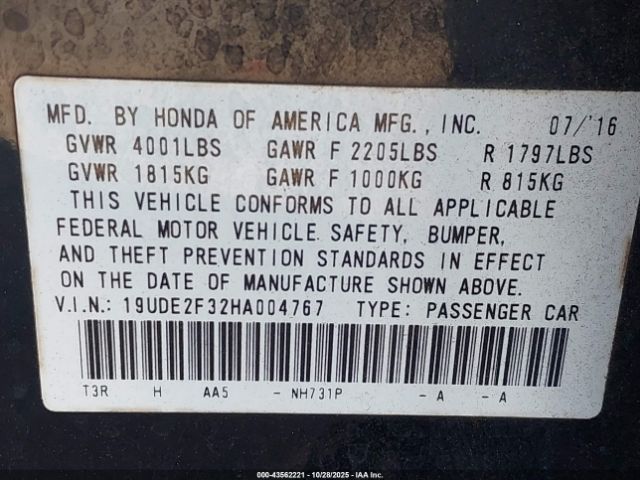 MFD. BY HONDA OF AMERICA MFG., INC. 07/'16
GVWR 4001LBS GAWR F 2205LBS R 1797LBS
GVWR 1815KG GAWR F 1000KG R 815KG
THIS VEHICLE CONFORMS TO ALL APPLICABLE
FEDERAL MOTOR VEHICLE SAFETY, BUMPER,
AND THEFT PREVENTION STANDARDS IN EFFECT
ON THE DATE OF MANUFACTURE SHOWN ABOVE.
V.I.N.: 19UDE2F32HA004767 TYPE: PASSENGER CAR
T3R H AA5 - NH731P - A - A
000-43562221 - 10/28/2025 - IAA Inc.